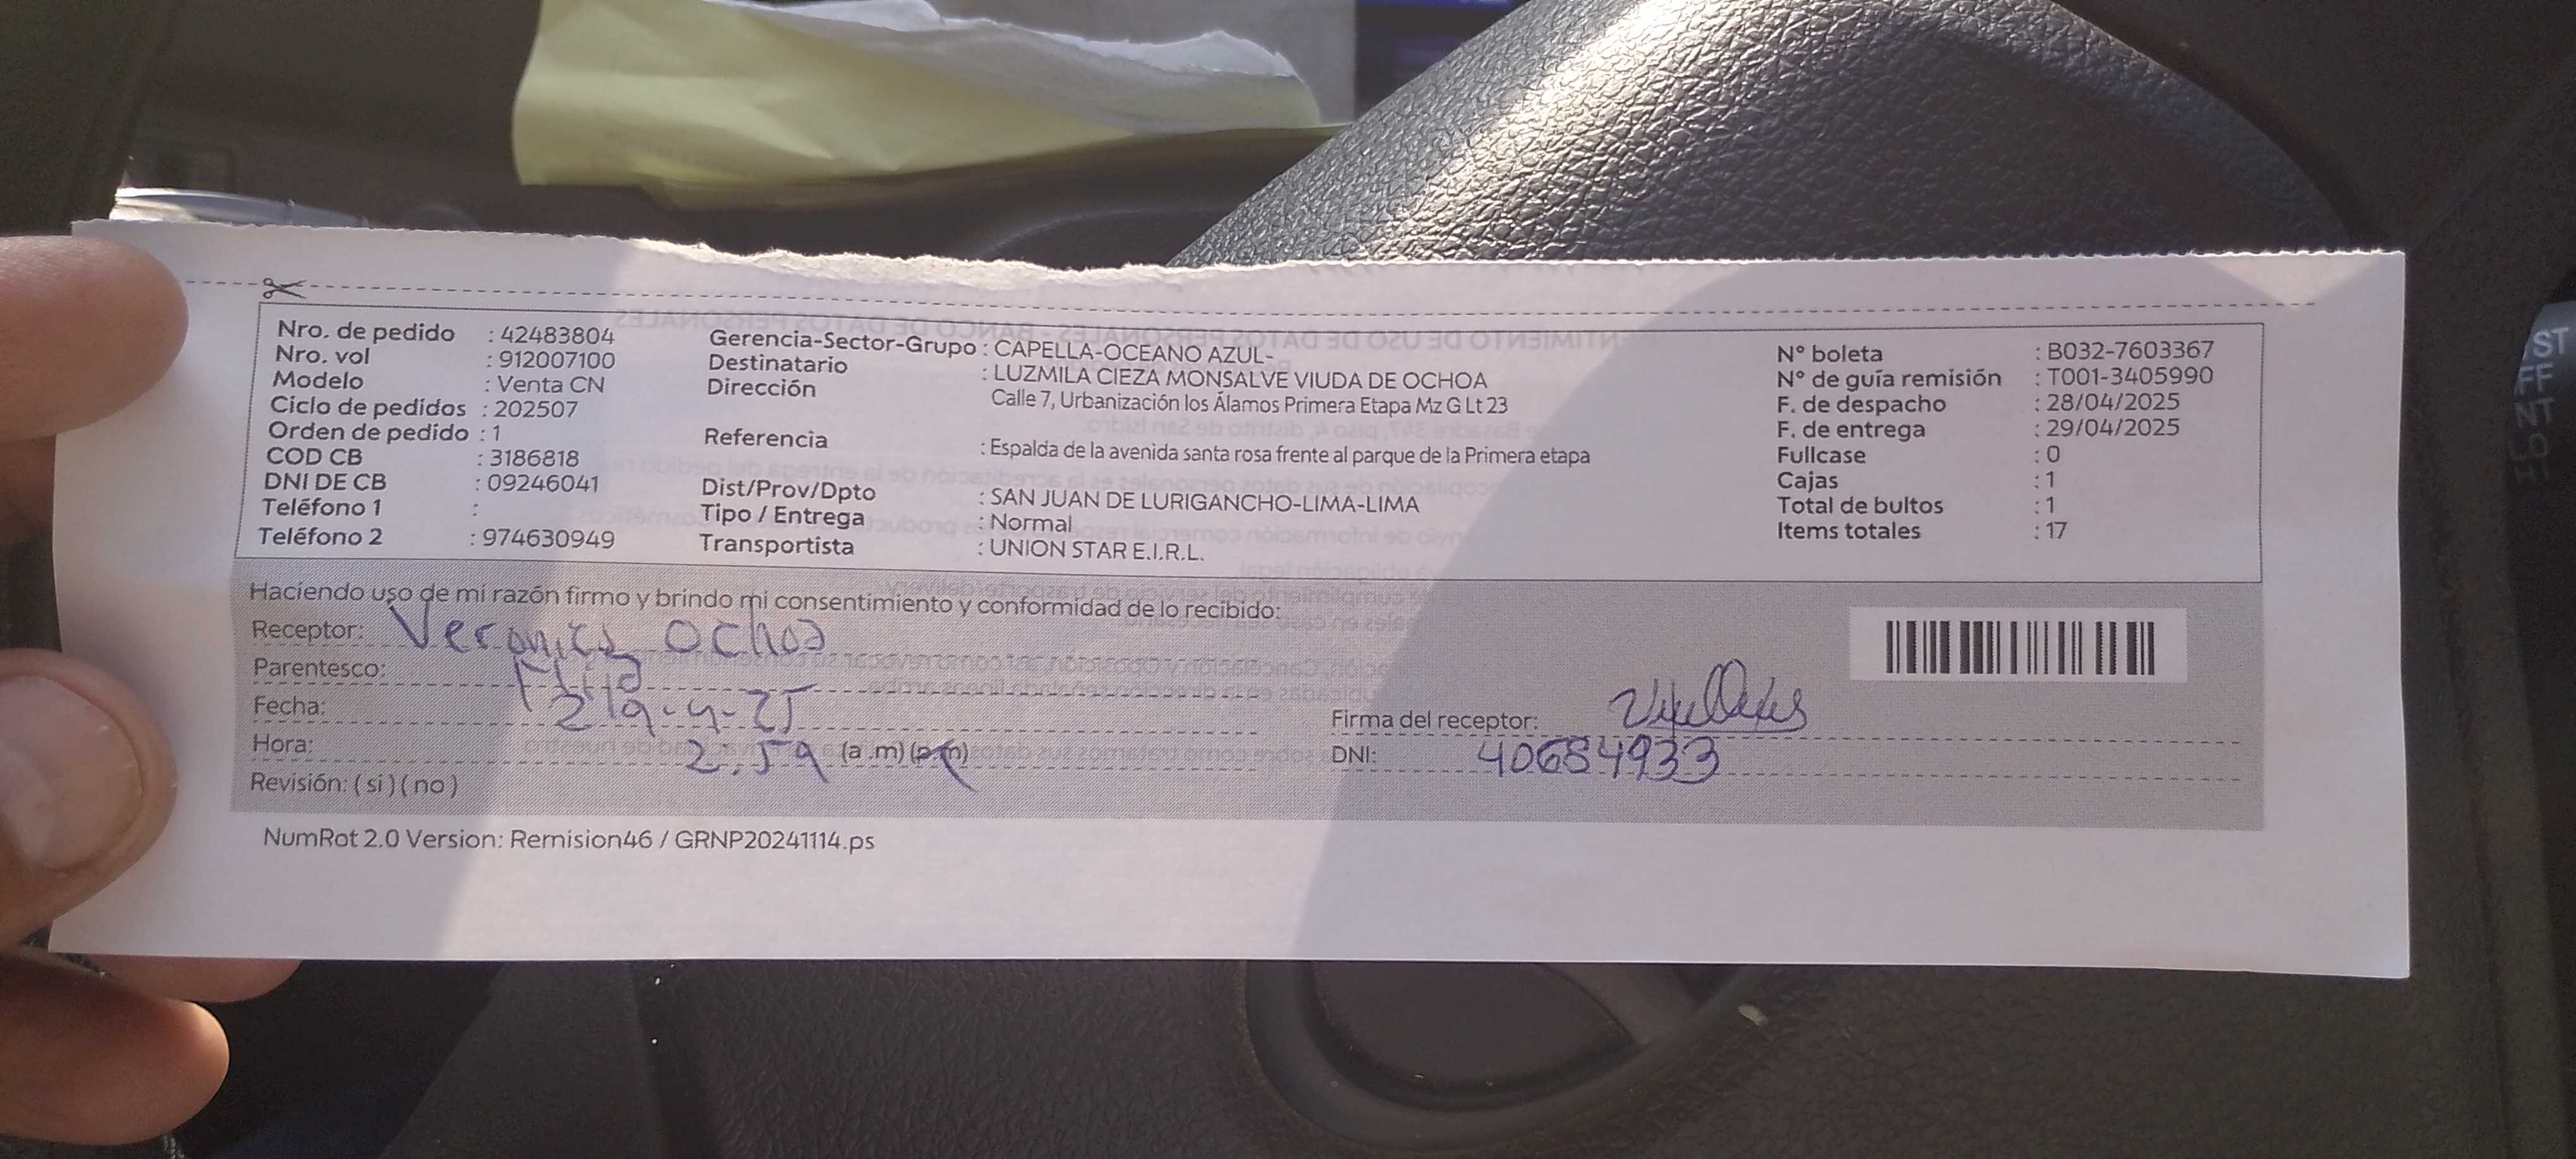 Nro. de pedido : 42483804
Nro. vol : 912007100
Modelo : Venta CN
Ciclo de pedidos : 202507
Orden de pedido : 1
COD CB : 3186818
DNI DE CB : 09246041
Teléfono 1 :
Teléfono 2 : 974630949
Gerencia-Sector-Grupo : CAPELLA-OCEANO AZUL-
Destinatario : LUZMILA CIEZA MONSALVE VIUDA DE OCHOA
Dirección Calle 7, Urbanización los Álamos Primera Etapa Mz G Lt 23
Referencia : Espalda de la avenida santa rosa frente al parque de la Primera etapa
Dist/Prov/Dpto : SAN JUAN DE LURIGANCHO-LIMA-LIMA
Tipo / Entrega : Normal
Transportista : UNION STAR E.I.R.L.
N° boleta : B032-7603367
N° de guía remisión : T001-3405990
F. de despacho : 28/04/2025
F. de entrega : 29/04/2025
Fullcase : 0
Cajas : 1
Total de bultos : 1
Items totales : 17
Haciendo uso de mi razón firmo y brindo mi consentimiento y conformidad de lo recibido:
Receptor: Veronica Ochoa
Parentesco:
Fecha: 29-4-25
Hora: 2.59 (a .m) (p.m)
Revisión: ( si ) ( no )
Firma del receptor:
DNI: 40684933
NumRot 2.0 Version: Remision46 / GRNP20241114.ps